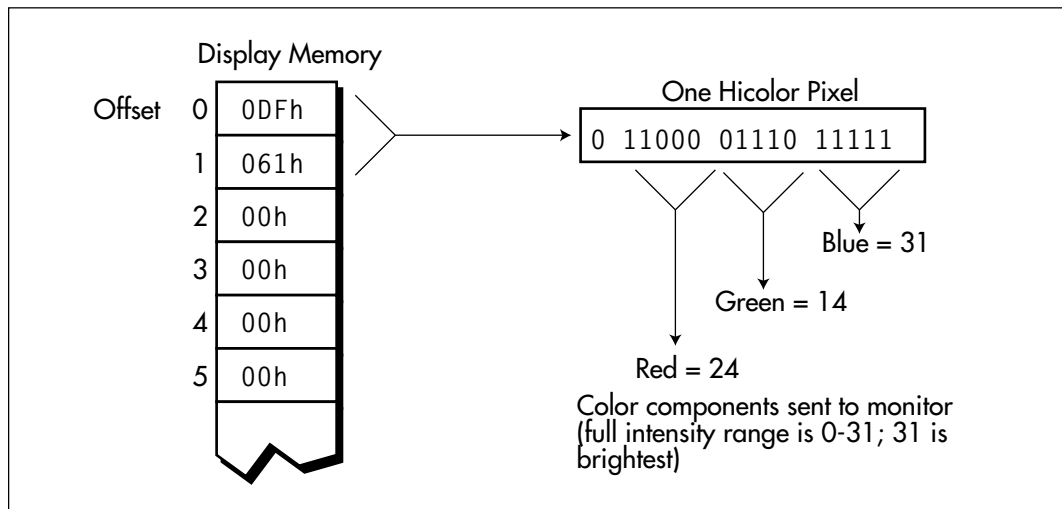 Display Memory
Offset 0 0DFh
1 061h
2 00h
3 00h
4 00h
5 00h
One Hicolor Pixel
0 11000 01110 11111
Blue = 31
Green = 14
Red = 24
Color components sent to monitor
(full intensity range is 0-31; 31 is
brightest)